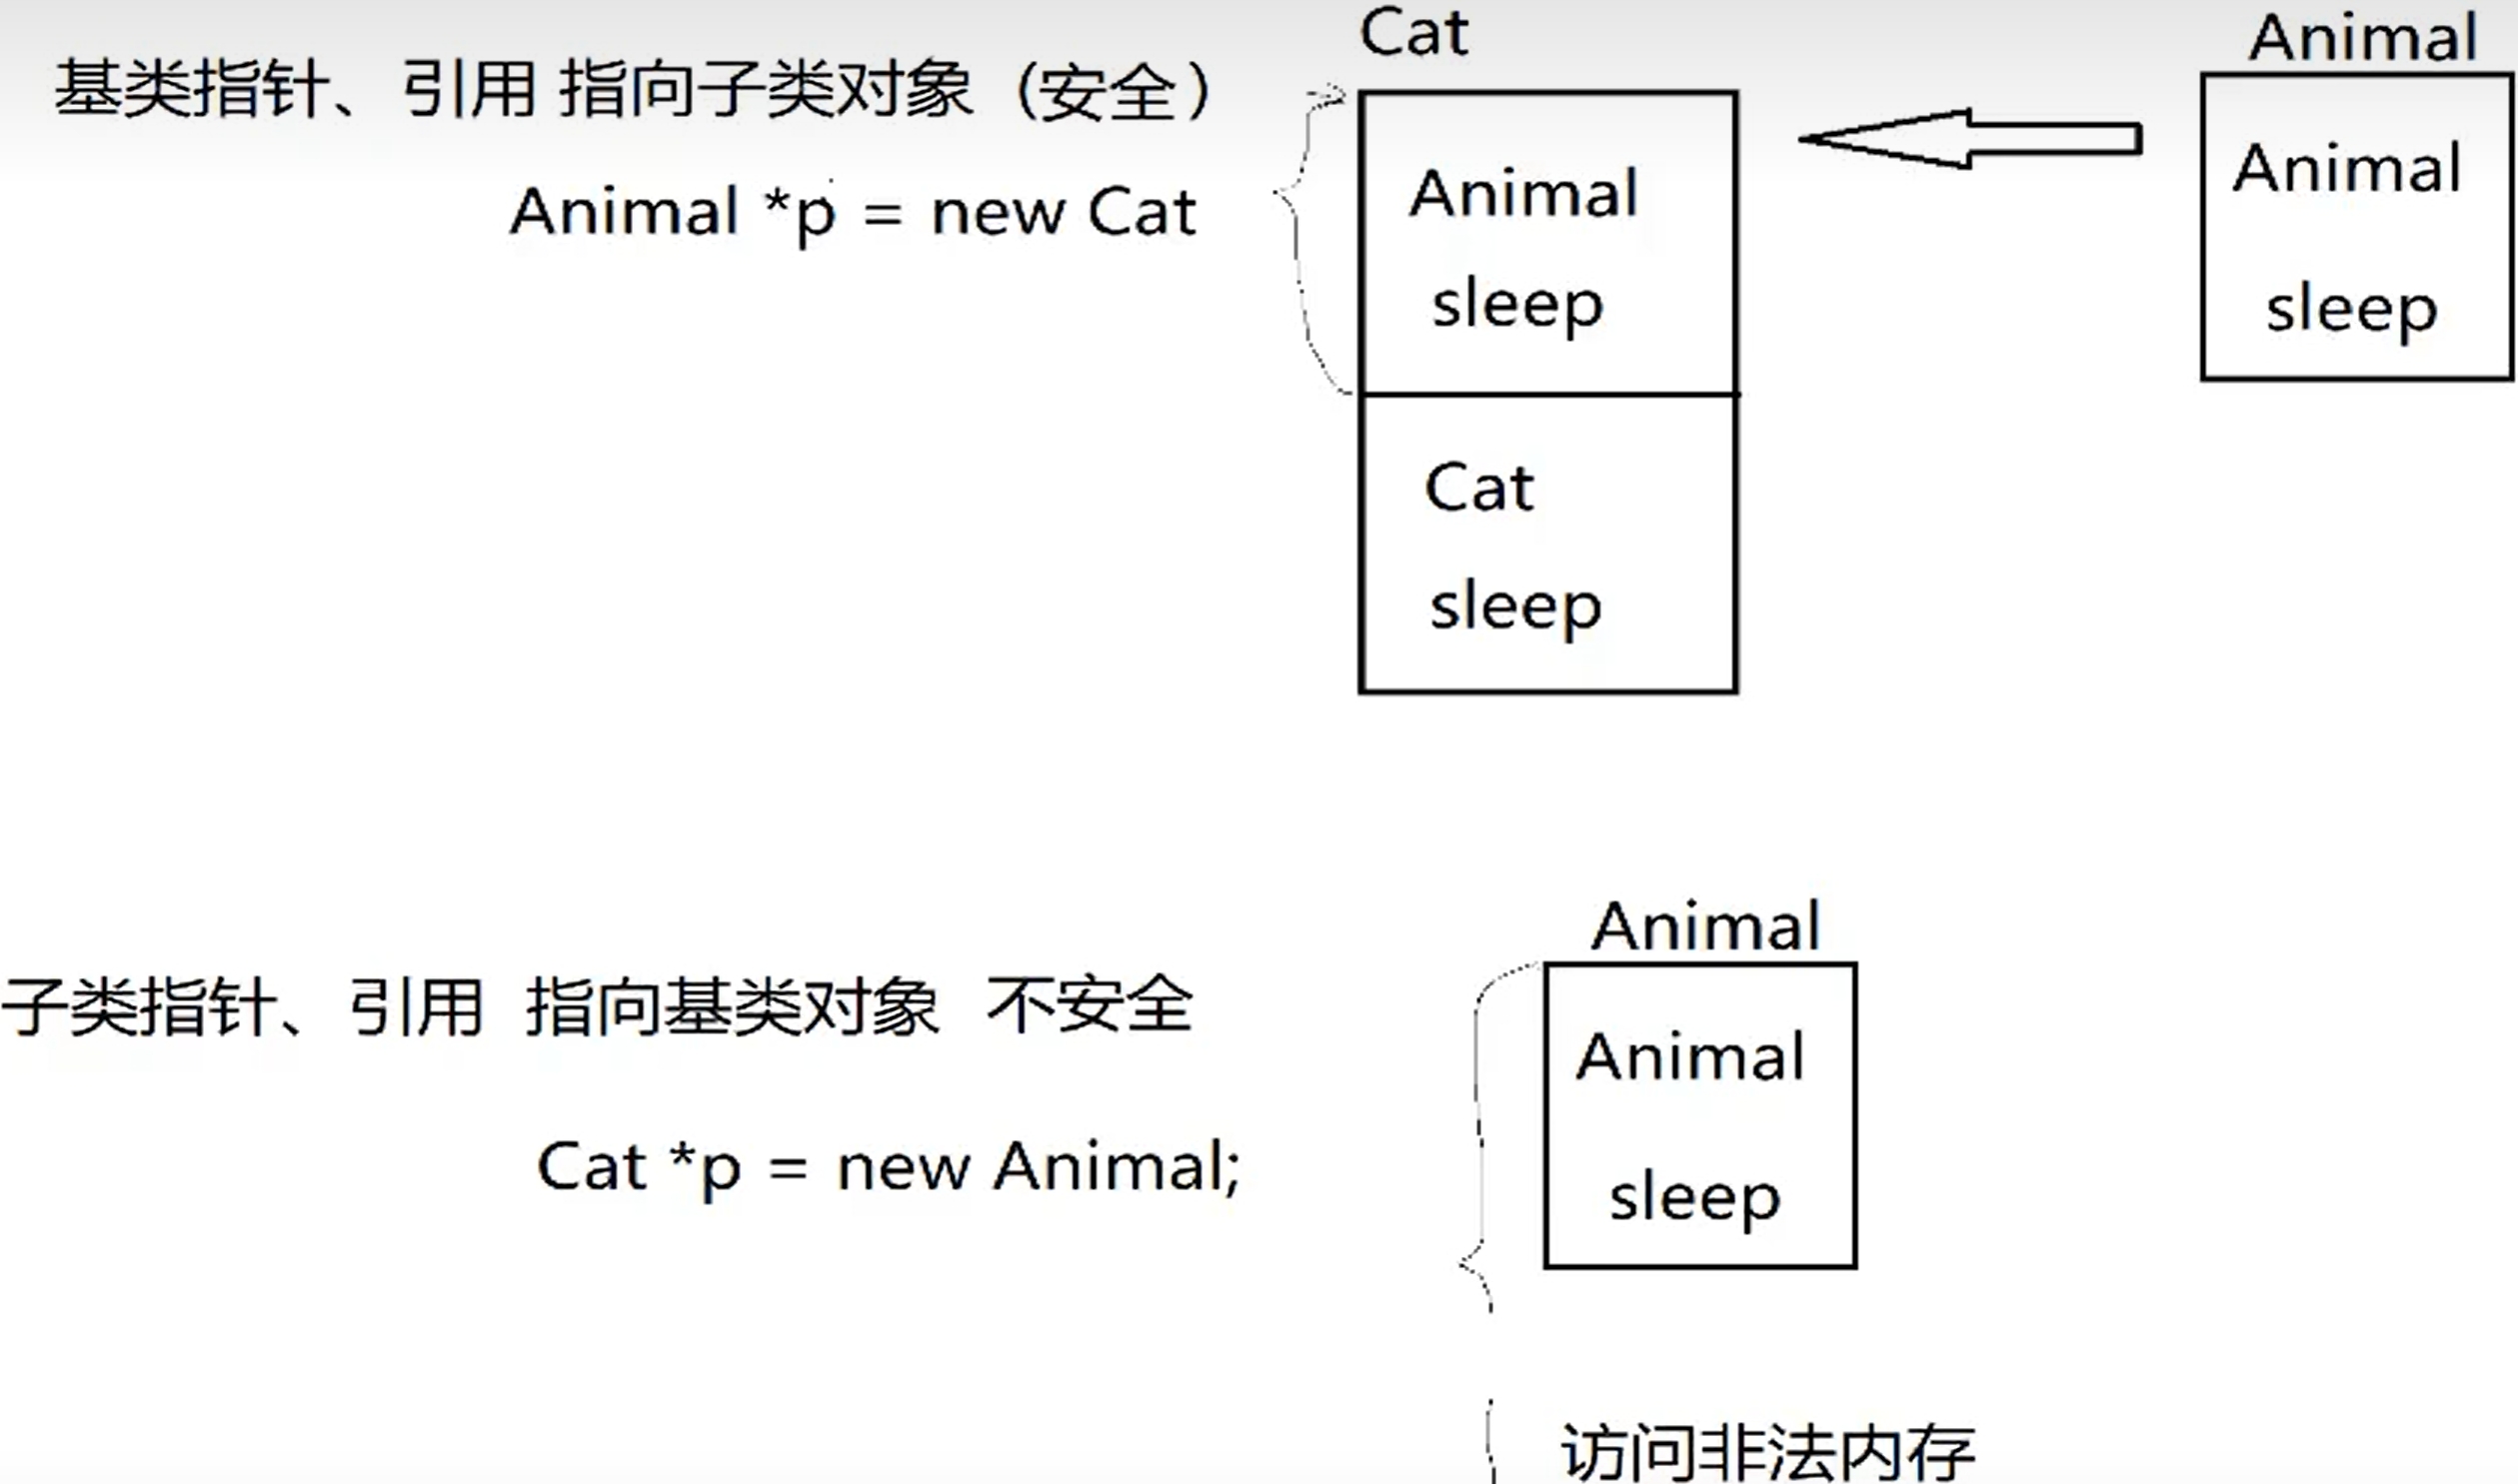 Cat
Animal
基类指针、引用 指向子类对象（安全）
Animal *p = new Cat
Animal
sleep
Cat
sleep
Animal
sleep
Animal
子类指针、引用 指向基类对象 不安全
Cat *p = new Animal;
Animal
sleep
访问非法内存